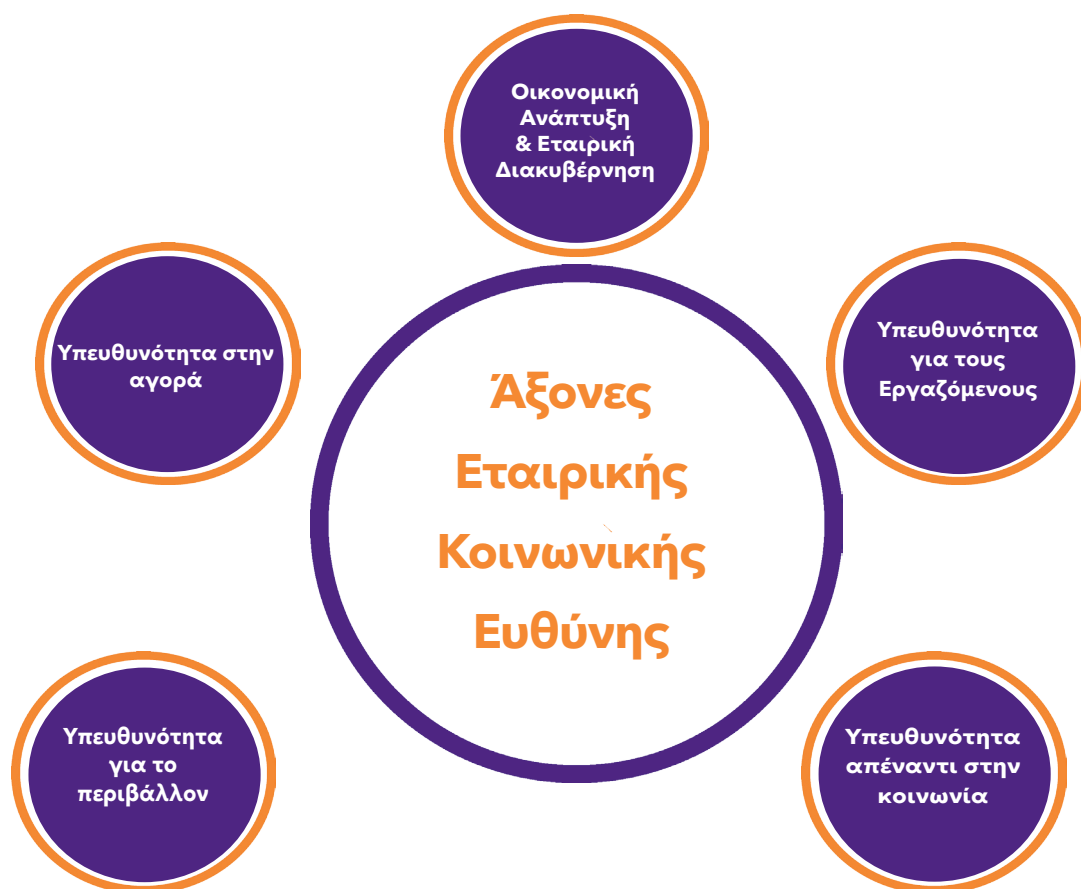 Οικονομική
Ανάπτυξη
& Εταιρική
Διακυβέρνηση
Υπευθυνότητα στην
αγορά
Υπευθυνότητα
για τους
Εργαζόμενους
Άξονες
Εταιρικής
Κοινωνικής
Ευθύνης
Υπευθυνότητα
για το
περιβάλλον
Υπευθυνότητα
απέναντι στην
κοινωνία